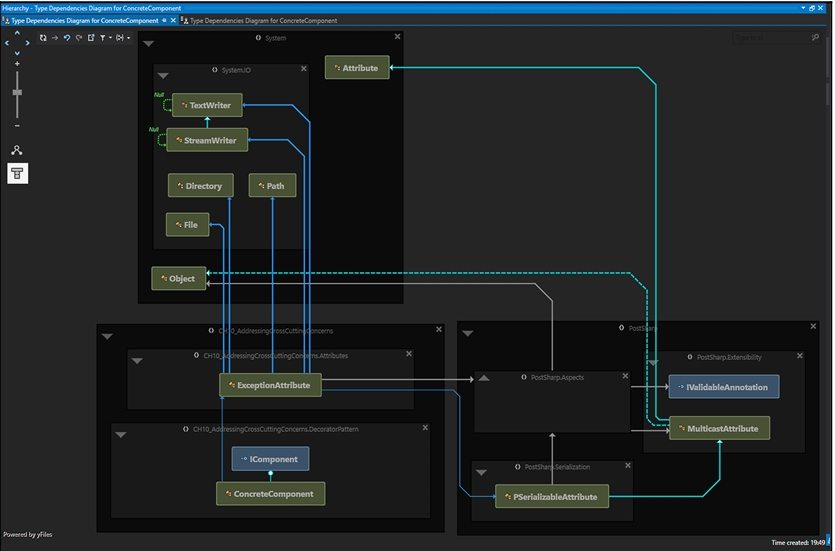 Hierarchy - Type Dependencies Diagram for ConcreteComponent
Type Dependencies Diagram for ConcreteComponent
Type Dependencies Diagram for ConcreteComponent
System
System.IO
Attribute
Null
TextWriter
Null
StreamWriter
Directory
Path
File
Object
CH10_AddressingCrossCuttingConcerns
PostSharp
CH10_AddressingCrossCuttingConcerns.Attributes
PostSharp.Extensibility
ExceptionAttribute
PostSharp.Aspects
IValidableAnnotation
CH10_AddressingCrossCuttingConcerns.DecoratorPattern
MulticastAttribute
IComponent
PostSharp.Serialization
ConcreteComponent
PSerializableAttribute
Powered by yFiles
Time created: 19:49